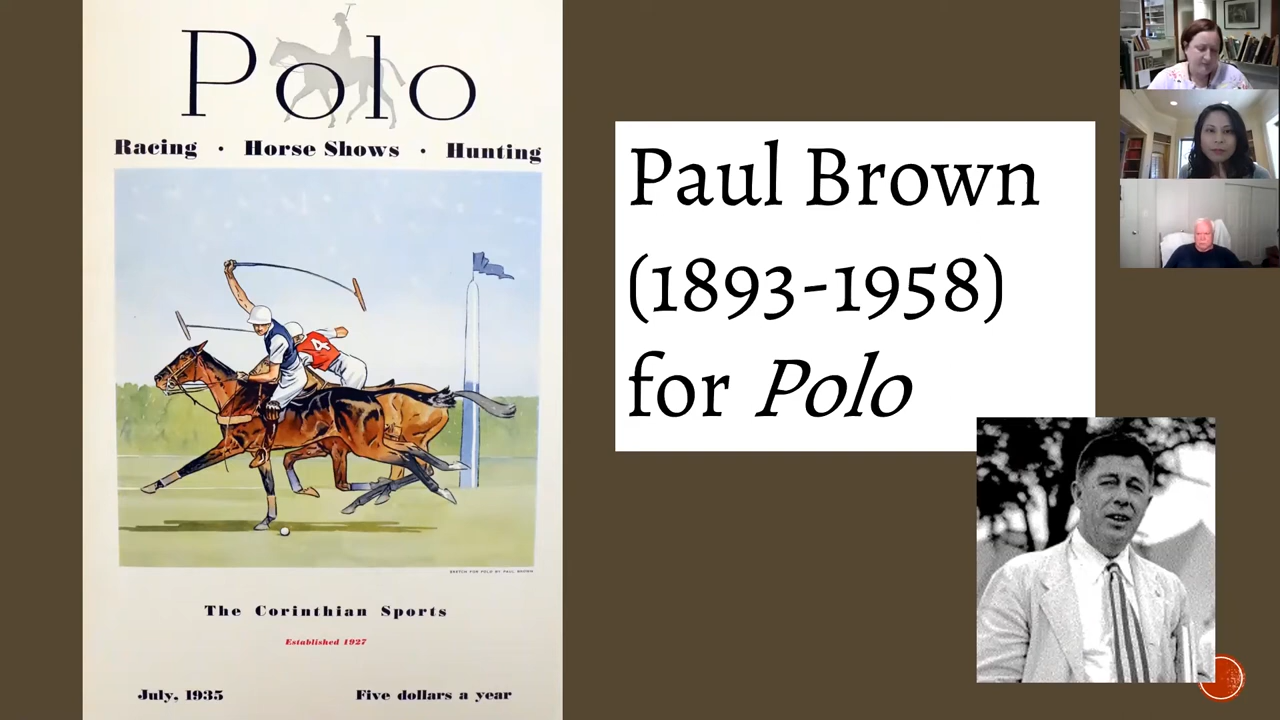 Polo
Racing · Horse Shows · Hunting
4
SKETCH FOR POLO BY PAUL BROWN
The Corinthian Sports
Established 1927
July, 1935
Five dollars a year
Paul Brown
(1893-1958)
for Polo